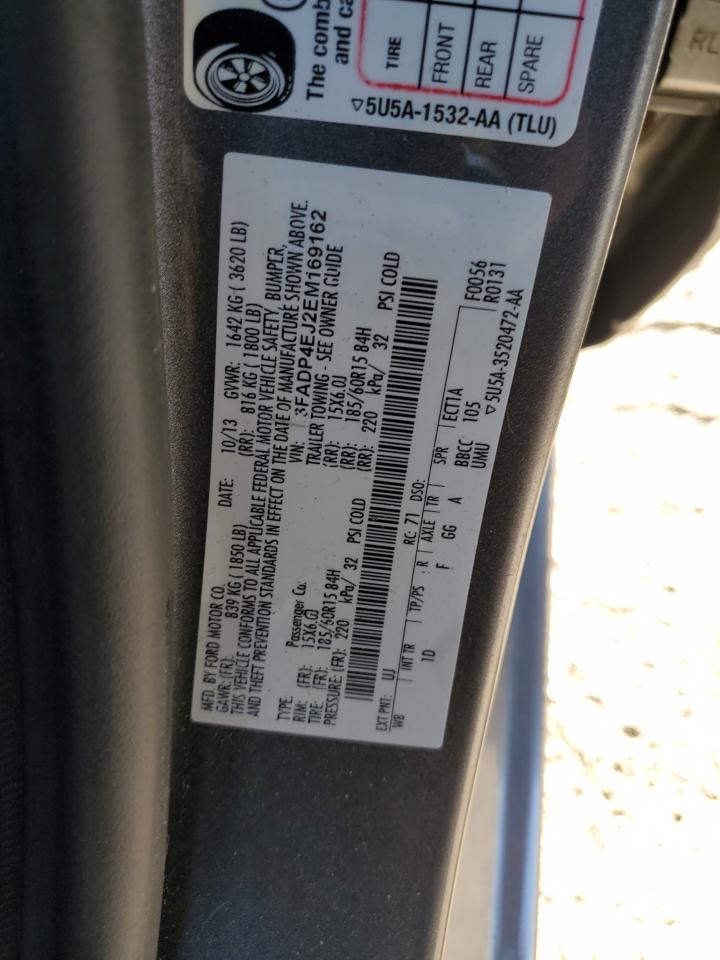 The comb
and ca
TIRE
FRONT
REAR
SPARE
▽5U5A-1532-AA (TLU)
MFD. BY FORD MOTOR CO.
DATE: 10/13 GVWR: 1642 KG ( 3620 LB)
GAWR: (FR): 839 KG (1850 LB) (RR): 816 KG (1800 LB)
THIS VEHICLE CONFORMS TO ALL APPLICABLE FEDERAL MOTOR VEHICLE SAFETY, BUMPER,
AND THEFT PREVENTION STANDARDS IN EFFECT ON THE DATE OF MANUFACTURE SHOWN ABOVE.
VIN: 3FADP4EJ2EM169162
TYPE: Passenger Car TRAILER TOWING - SEE OWNER GUIDE
RIM: (FR): 15X6.0J (RR): 15X6.0J
TIRE: (FR): 185/60R15 84H (RR): 185/60R15 84H
PRESSURE: (FR): 220 kPa/ 32 PSI COLD (RR): 220 kPa/ 32 PSI COLD
EXT PNT: UJ RC: 71 DSO: F0056
WB INT TR TP/PS R AXLE TR SPR ECT1A R0131
1D F GG A BBCC 105
UMU ▽5U5A-3520472-AA
RL